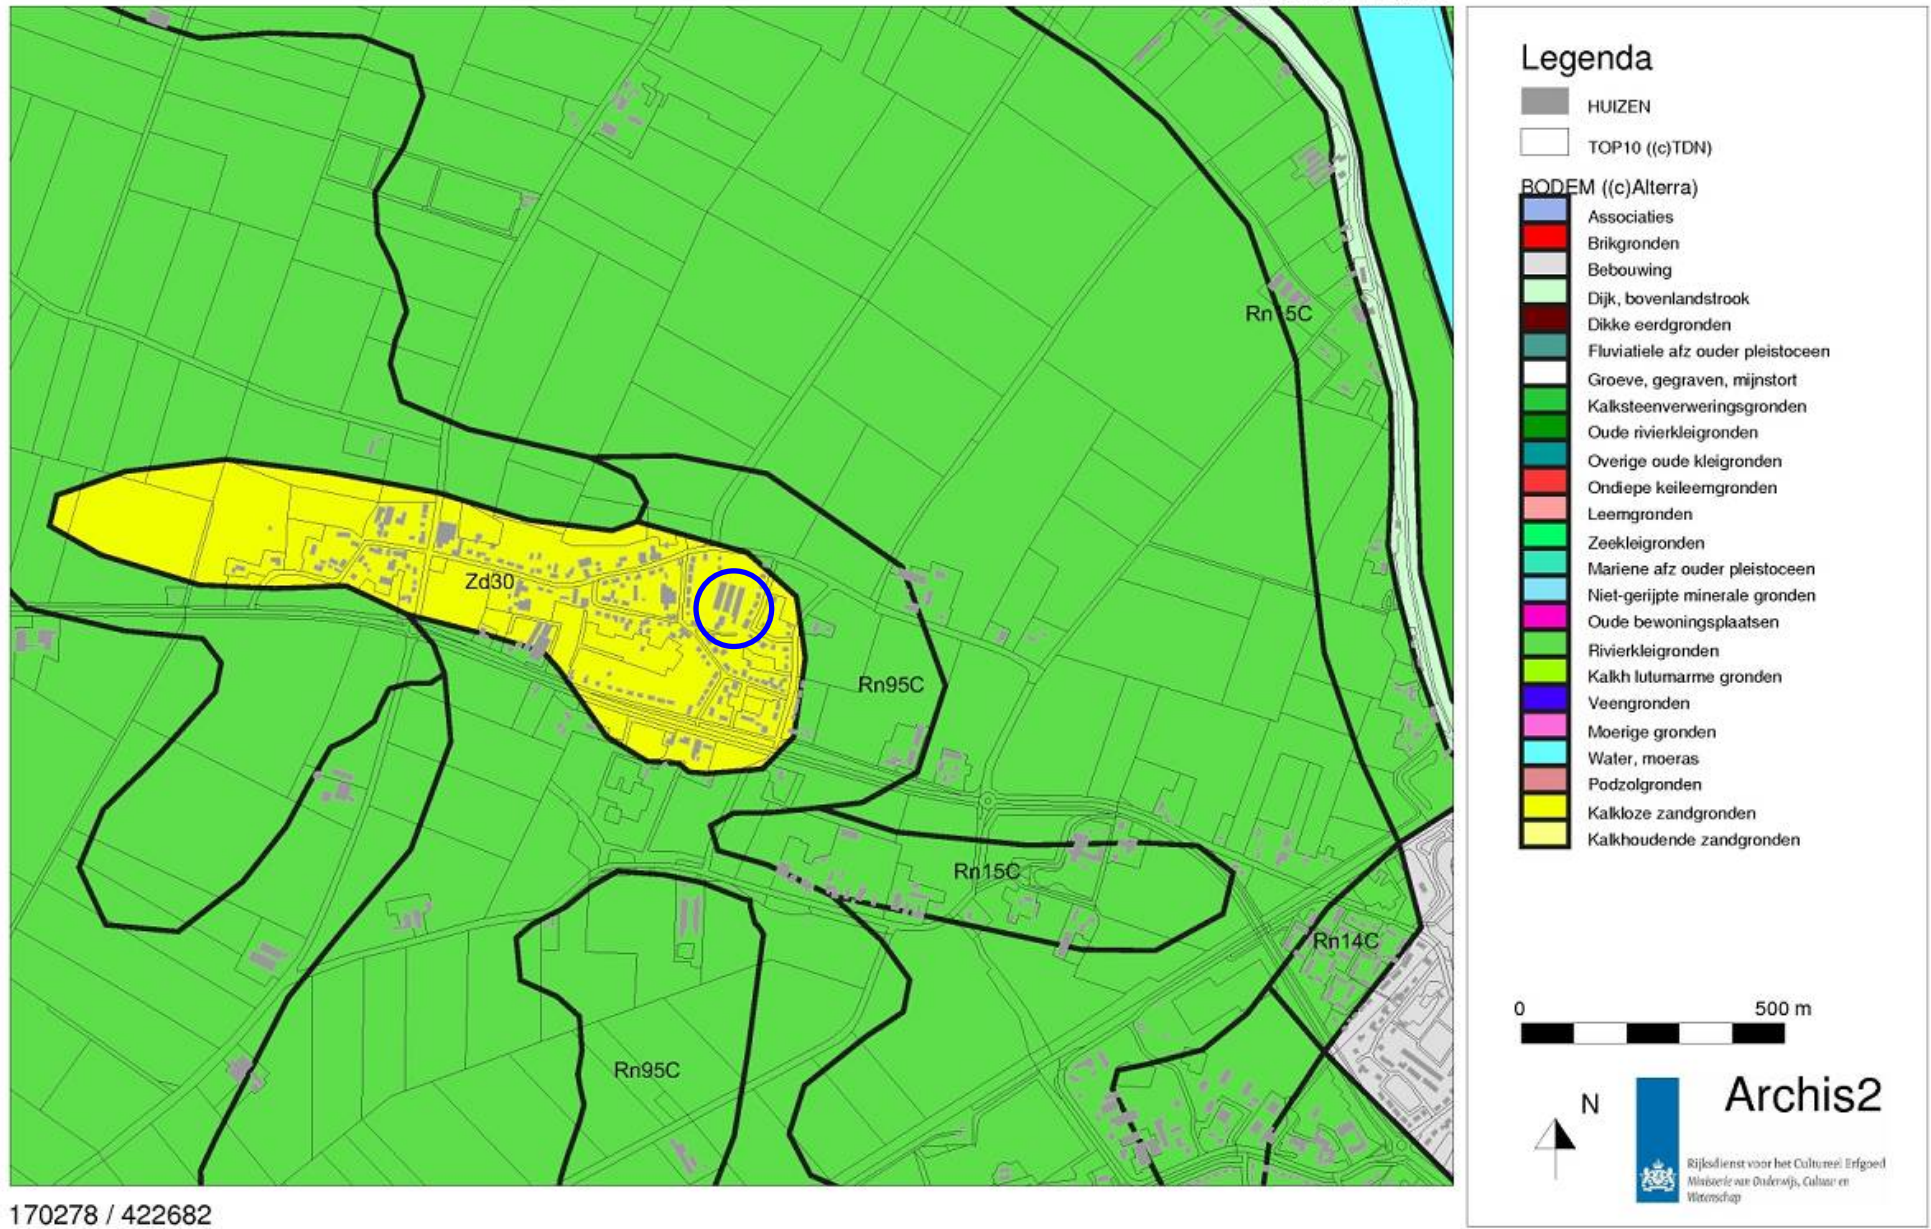 Rn15C
Zd30
Rn95C
Rn15C
Rn14C
Rn95C
170278 / 422682
Legenda
HUIZEN
TOP10 ((c)TDN)
BODEM ((c)Alterra)
Associaties
Brikgronden
Bebouwing
Dijk, bovenlandstrook
Dikke eerdgronden
Fluviatiele afz ouder pleistoceen
Groeve, gegraven, mijnstort
Kalksteenverweringsgronden
Oude rivierkleigronden
Overige oude kleigronden
Ondiepe keileemgronden
Leemgronden
Zeekleigronden
Mariene afz ouder pleistoceen
Niet-gerijpte minerale gronden
Oude bewoningsplaatsen
Rivierkleigronden
Kalkh lutumarme gronden
Veengronden
Moerige gronden
Water, moeras
Podzolgronden
Kalkloze zandgronden
Kalkhoudende zandgronden
0 500 m
N
Archis2
Rijksdienst voor het Cultureel Erfgoed
Ministerie van Onderwijs, Cultuur en
Wetenschap